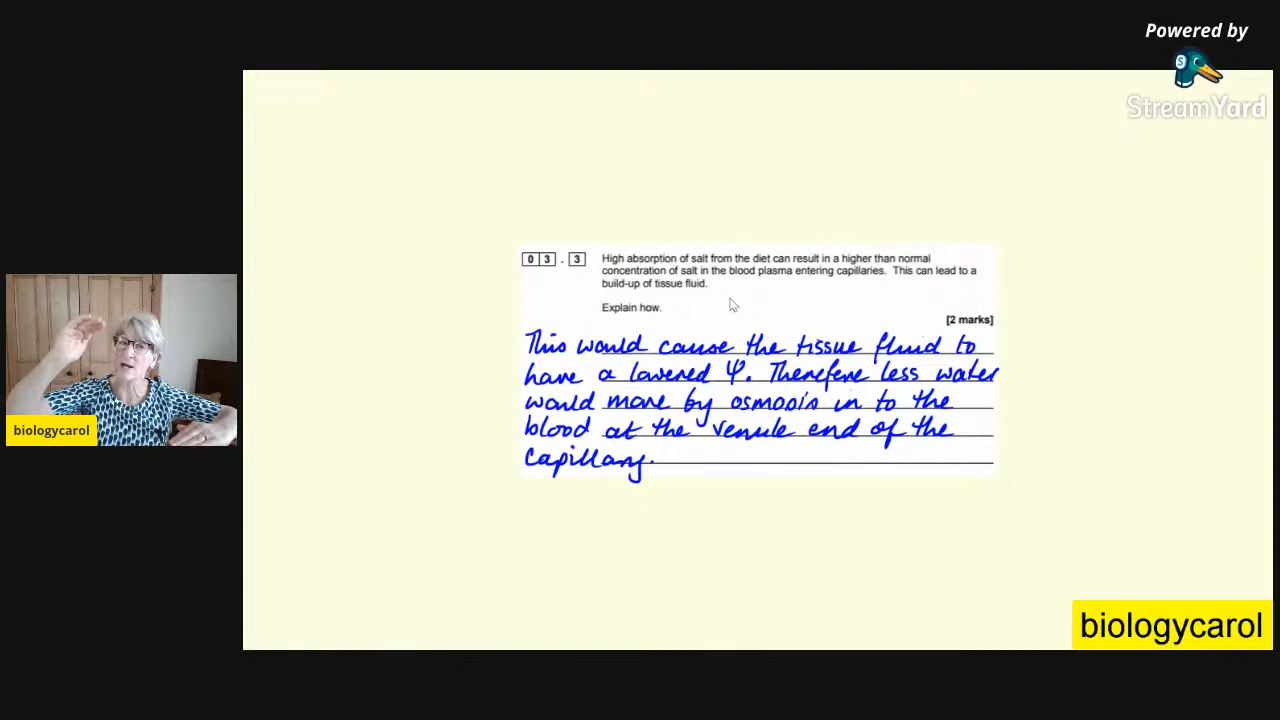 Powered by
StreamYard
03.3 High absorption of salt from the diet can result in a higher than normal
concentration of salt in the blood plasma entering capillaries. This can lead to a
build-up of tissue fluid.
Explain how.
[2 marks]
This would cause the tissue fluid to
have a lowered Ψ. Therefore less water
would move by osmosis in to the
blood at the venule end of the
capillary.
biologycarol
biologycarol